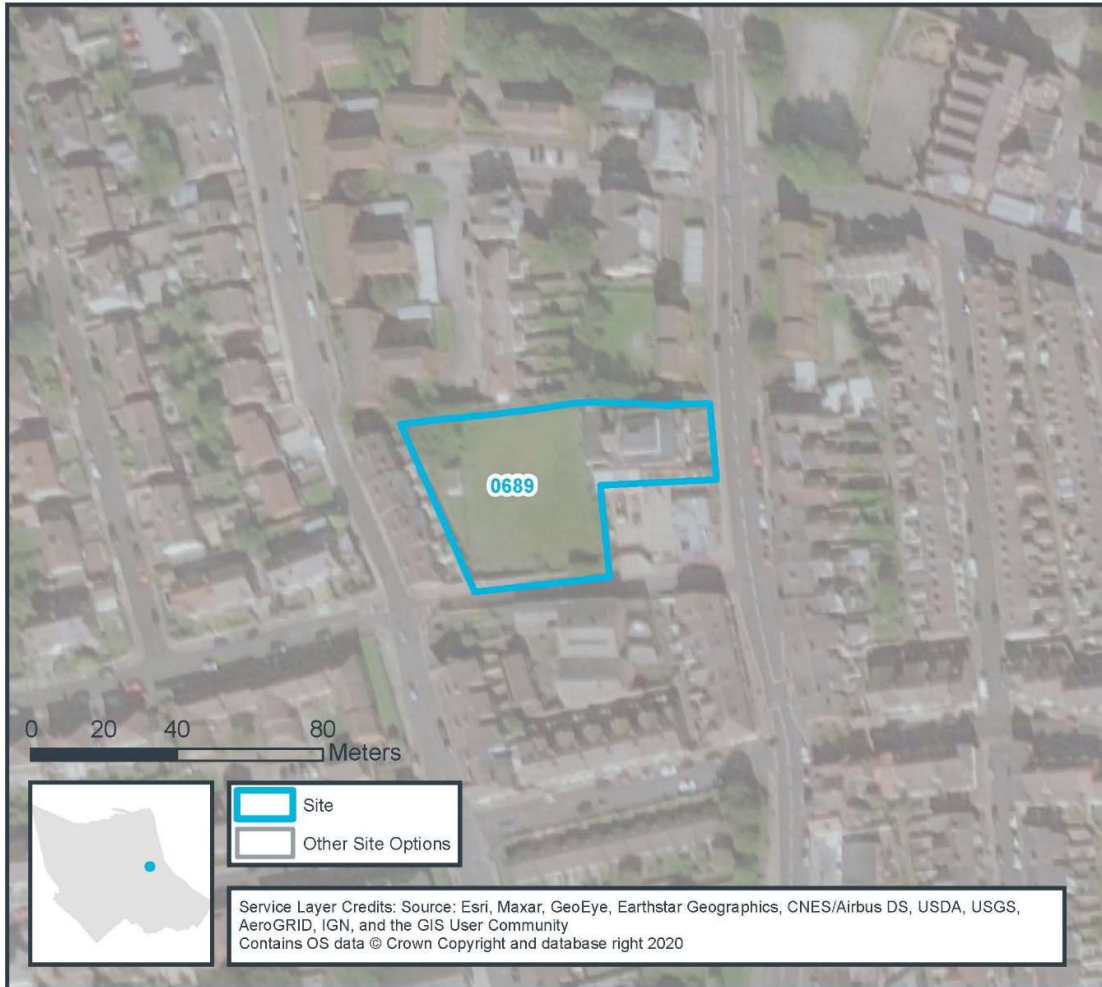 0689
0 20 40 80
Meters
Site
Other Site Options
Service Layer Credits: Source: Esri, Maxar, GeoEye, Earthstar Geographics, CNES/Airbus DS, USDA, USGS,
AeroGRID, IGN, and the GIS User Community
Contains OS data © Crown Copyright and database right 2020